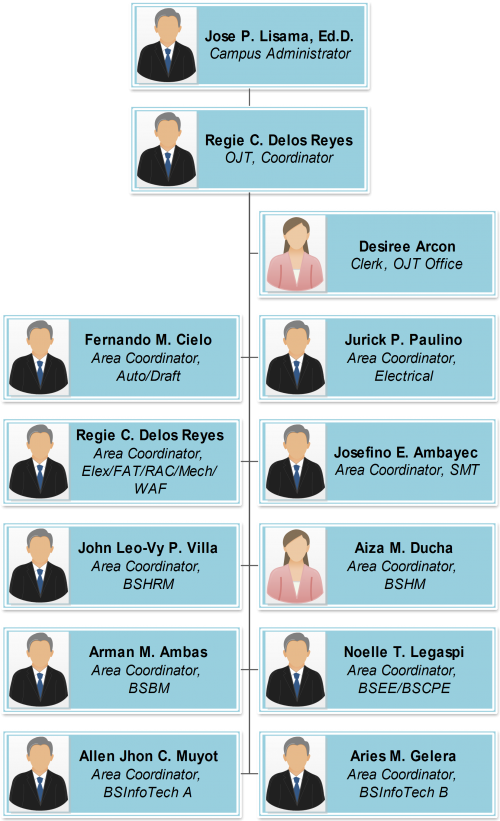 Jose P. Lisama, Ed.D.
Campus Administrator
Regie C. Delos Reyes
OJT, Coordinator
Desiree Arcon
Clerk, OJT Office
Fernando M. Cielo
Area Coordinator,
Auto/Draft
Jurick P. Paulino
Area Coordinator,
Electrical
Regie C. Delos Reyes
Area Coordinator,
Elex/FAT/RAC/Mech/
WAF
Josefino E. Ambayec
Area Coordinator, SMT
John Leo-Vy P. Villa
Area Coordinator,
BSHRM
Aiza M. Ducha
Area Coordinator,
BSHM
Arman M. Ambas
Area Coordinator,
BSBM
Noelle T. Legaspi
Area Coordinator,
BSEE/BSCPE
Allen Jhon C. Muyot
Area Coordinator,
BSInfoTech A
Aries M. Gelera
Area Coordinator,
BSInfoTech B